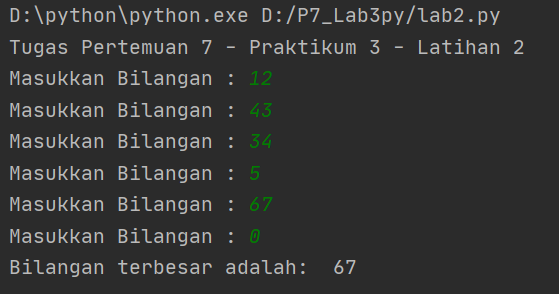 D:\python\python.exe D:/P7_Lab3py/lab2.py
Tugas Pertemuan 7 - Praktikum 3 - Latihan 2
Masukkan Bilangan : 12
Masukkan Bilangan : 43
Masukkan Bilangan : 34
Masukkan Bilangan : 5
Masukkan Bilangan : 67
Masukkan Bilangan : 0
Bilangan terbesar adalah:  67